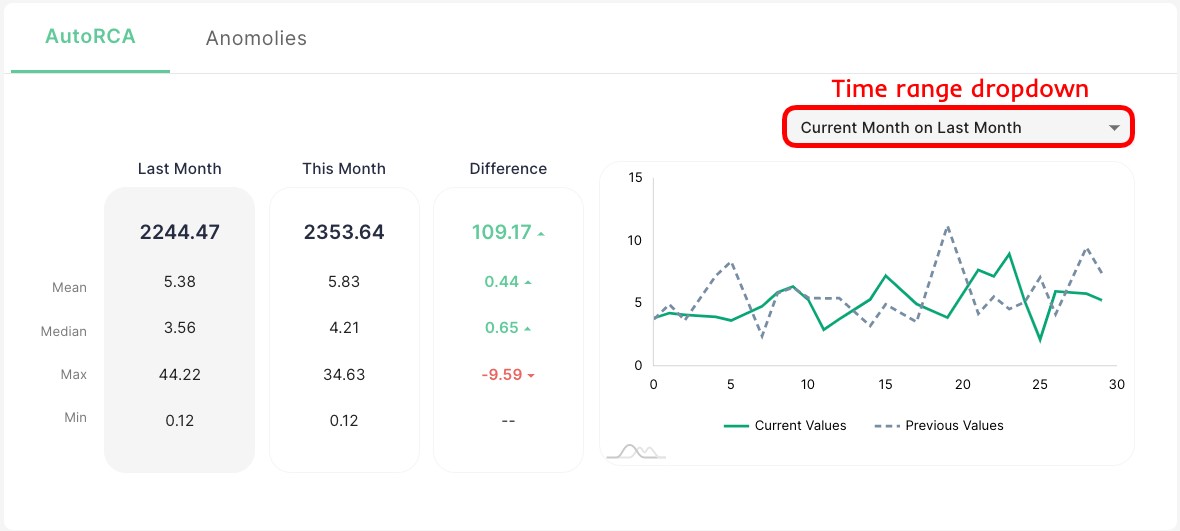 AutoRCA Anomolies
Time range dropdown
Current Month on Last Month
Last Month This Month Difference
2244.47 2353.64 109.17
Mean 5.38 5.83 0.44
Median 3.56 4.21 0.65
Max 44.22 34.63 -9.59
Min 0.12 0.12 --
15
10
5
0
0 5 10 15 20 25 30
Current Values Previous Values